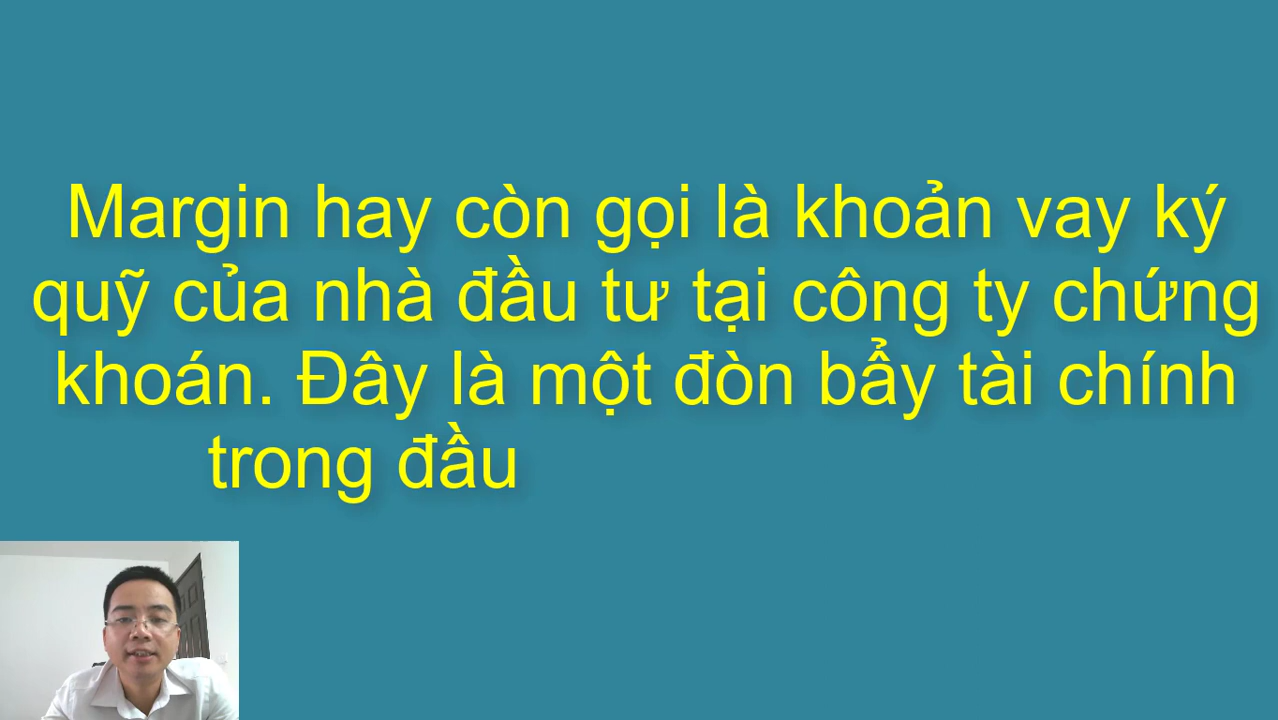 Margin hay còn gọi là khoản vay ký
quỹ của nhà đầu tư tại công ty chứng
khoán. Đây là một đòn bẩy tài chính
trong đầu